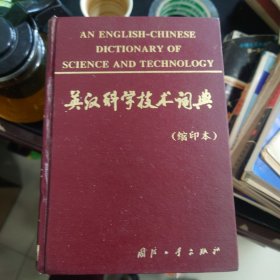 AN ENGLISH-CHINESE
DICTIONARY OF
SCIENCE AND TECHNOLOGY
英汉科学技术词典
(缩印本)
国防工业出版社